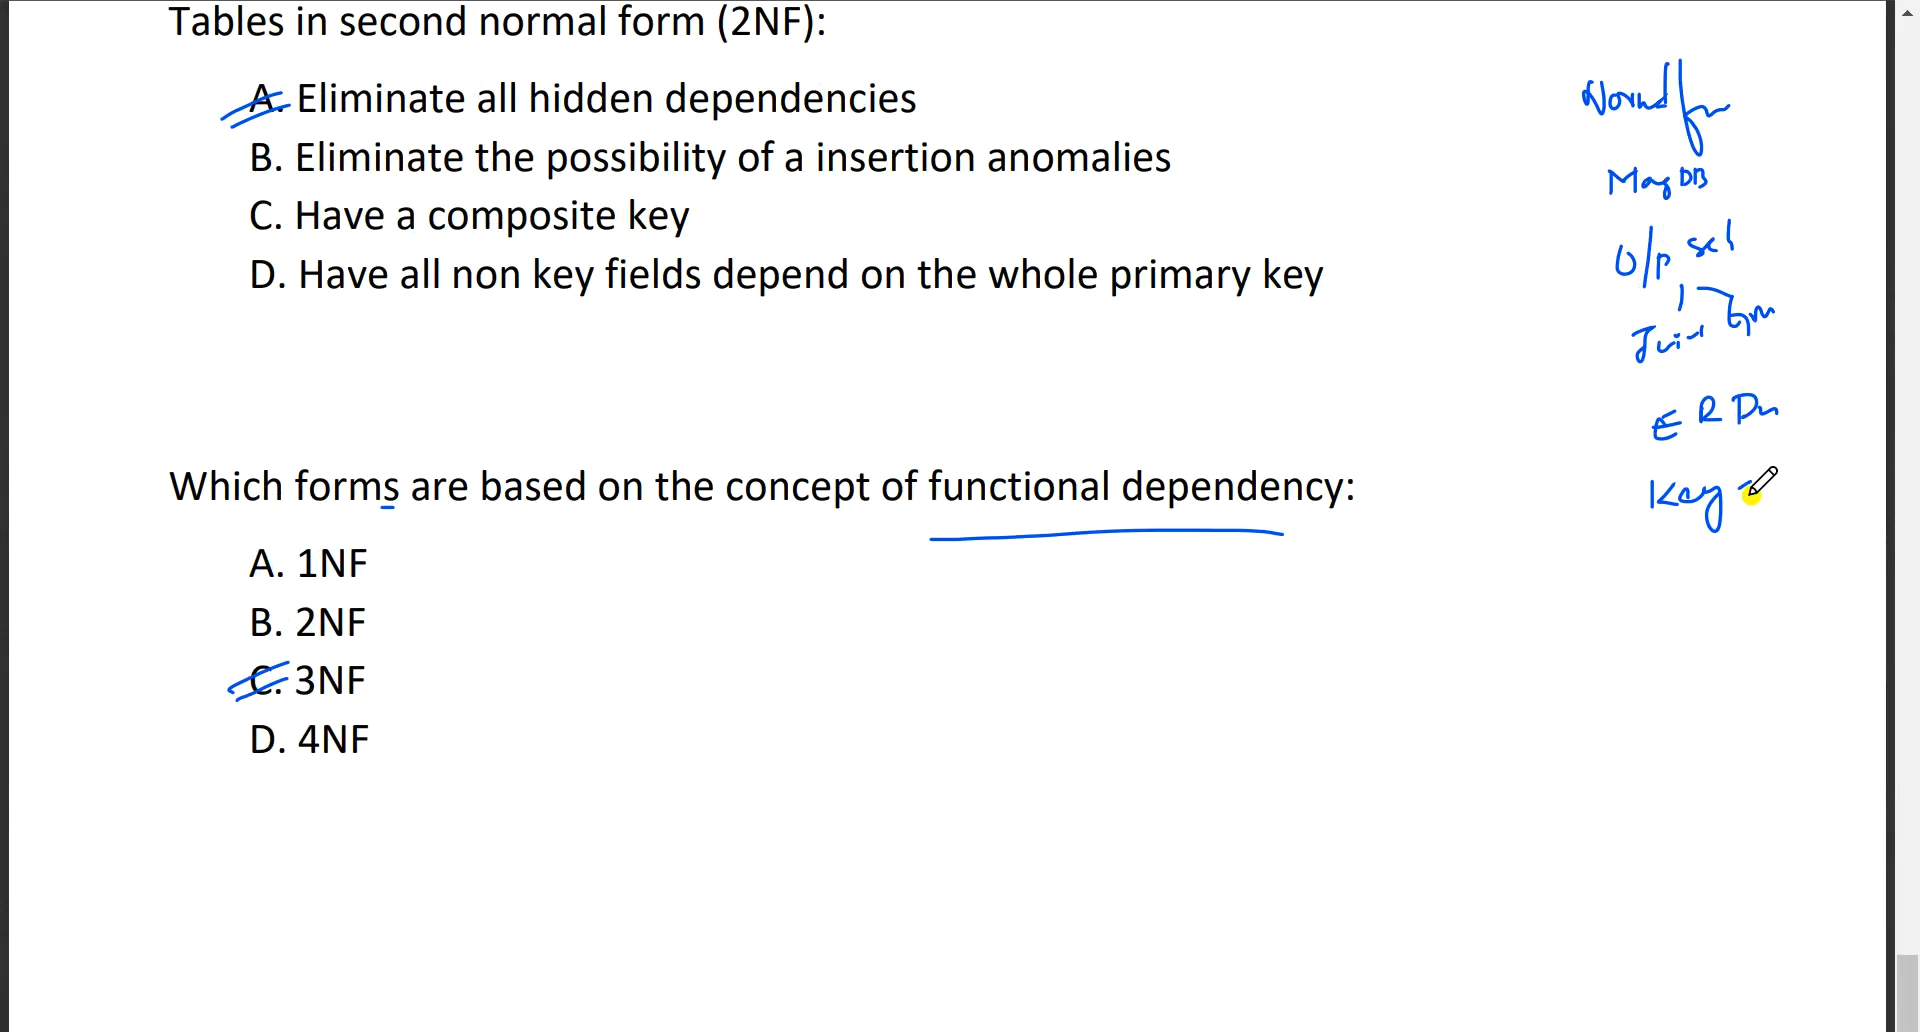 Tables in second normal form (2NF):
A. Eliminate all hidden dependencies
B. Eliminate the possibility of a insertion anomalies
C. Have a composite key
D. Have all non key fields depend on the whole primary key
Which forms are based on the concept of functional dependency:
A. 1NF
B. 2NF
C. 3NF
D. 4NF
DB
O/P
E R
Key